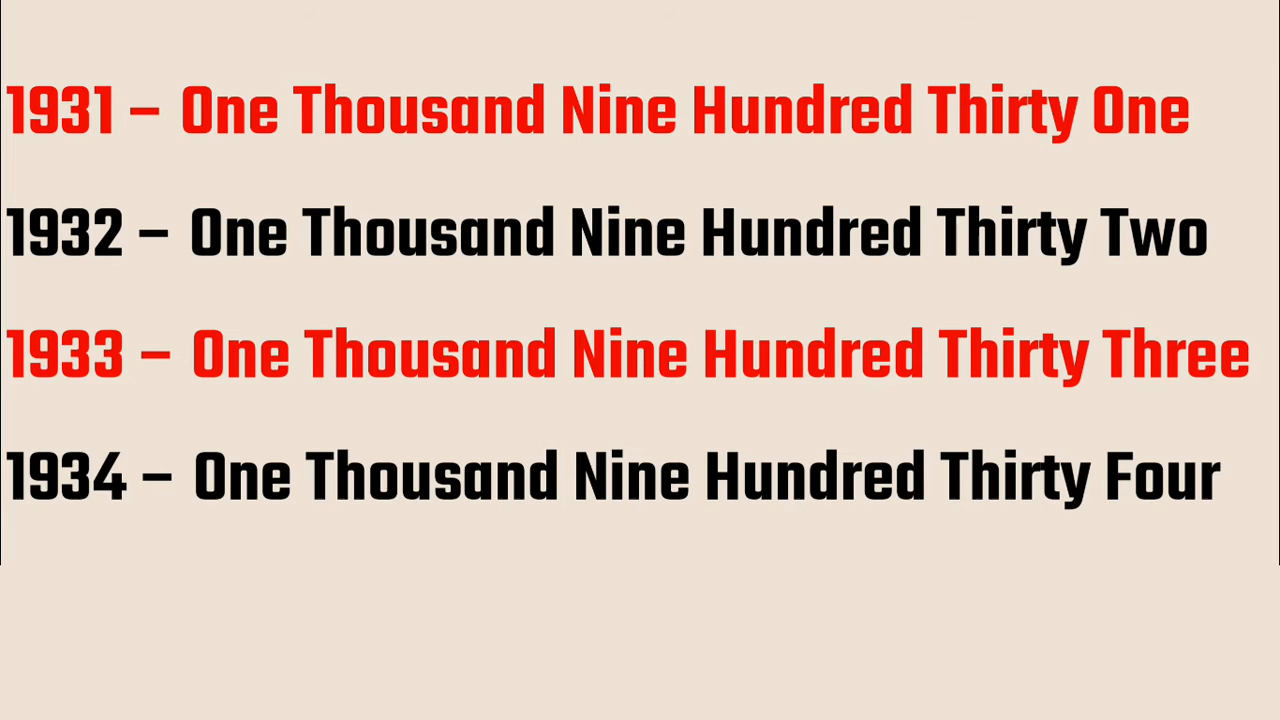 1931 – One Thousand Nine Hundred Thirty One
1932 – One Thousand Nine Hundred Thirty Two
1933 – One Thousand Nine Hundred Thirty Three
1934 – One Thousand Nine Hundred Thirty Four